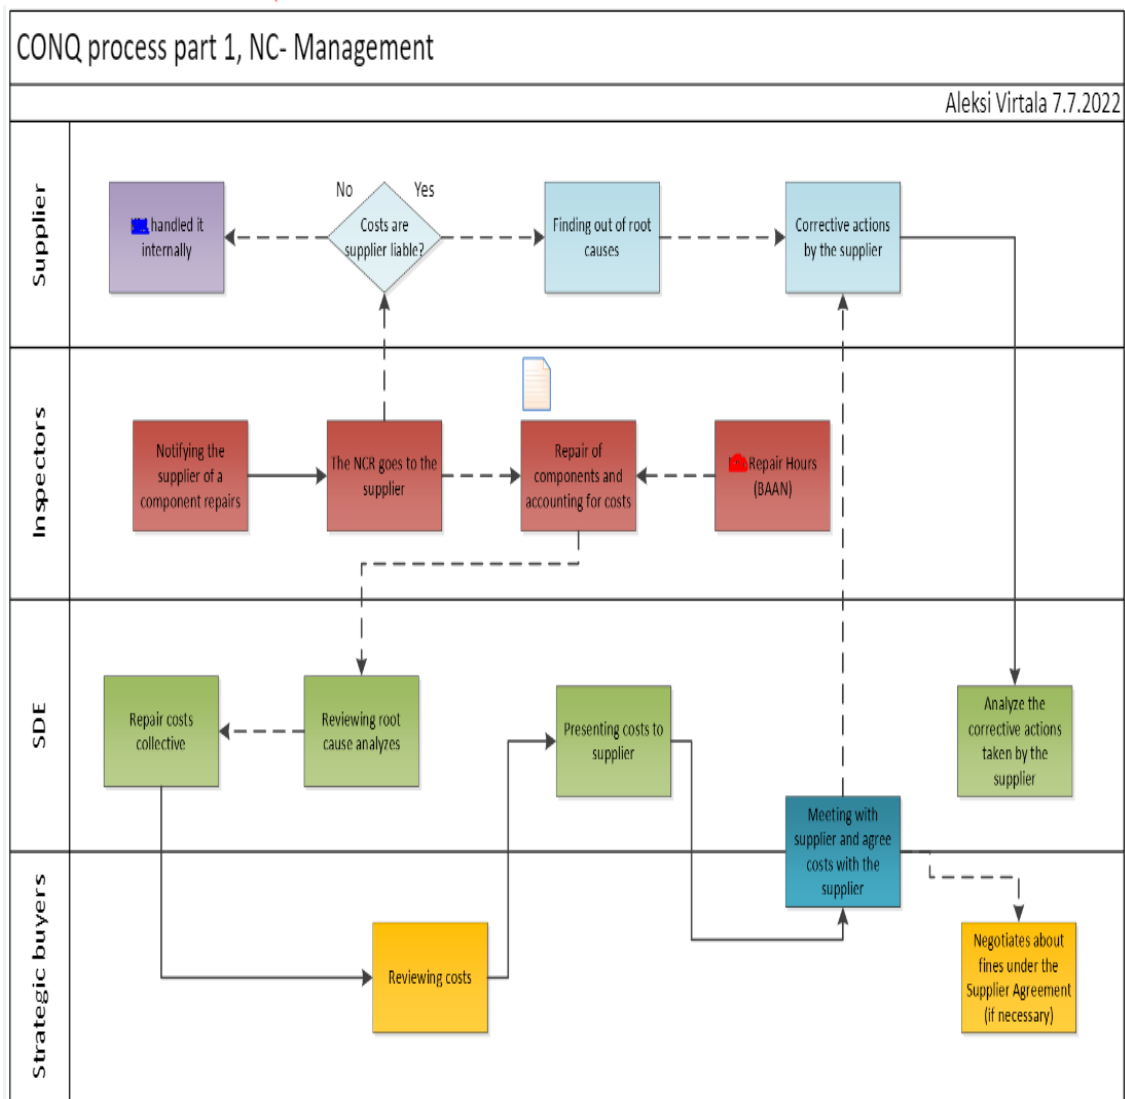 CONQ process part 1, NC- Management
Aleksi Virtala 7.7.2022
Supplier
handled it
internally
No
Yes
Costs are
supplier liable?
Finding out of root
causes
Corrective actions
by the supplier
Inspectors
Notifying the
supplier of a
component repairs
The NCR goes to the
supplier
Repair of
components and
accounting for costs
Repair Hours
(BAAN)
SDE
Repair costs
collective
Reviewing root
cause analyzes
Presenting costs to
supplier
Analyze the
corrective actions
taken by the
supplier
Meeting with
supplier and agree
costs with the
supplier
Strategic buyers
Reviewing costs
Negotiates about
fines under the
Supplier Agreement
(if necessary)